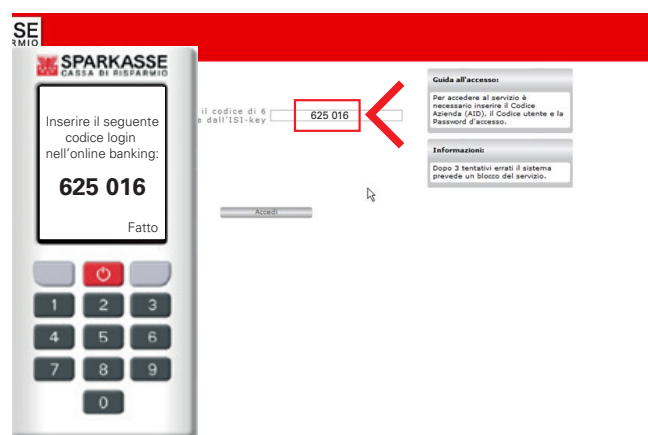 SE
RMIO
SPARKASSE
CASSA DI RISPARMIO
Inserire il seguente
codice login
nell'online banking:
625 016
Fatto
1 2 3
4 5 6
7 8 9
0
il codice di 6
dall'ISI-key
625 016
Accedi
Guida all'accesso:
Per accedere al servizio è
necessario inserire il Codice
Azienda (AID), il Codice utente e la
Password d'accesso.
Informazioni:
Dopo 3 tentativi errati il sistema
prevede un blocco del servizio.